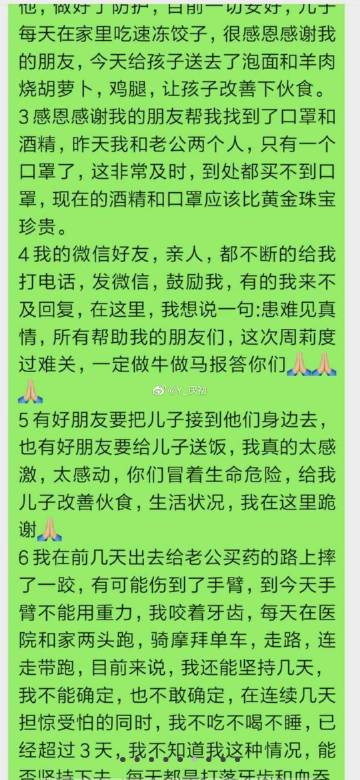 他，做好了防护，目前一切安好，儿子
每天在家里吃速冻饺子，很感恩感谢我
的朋友，今天给孩子送去了泡面和羊肉
烧胡萝卜，鸡腿，让孩子改善下伙食。
3感恩感谢我的朋友帮我找到了口罩和
酒精，昨天我和老公两个人，只有一个
口罩了，这非常及时，到处都买不到口
罩，现在的酒精和口罩应该比黄金珠宝
珍贵。
4我的微信好友，亲人，都不断的给我
打电话，发微信，鼓励我，有的我来不
及回复，在这里，我想说一句:患难见真
情，所有帮助我的朋友们，这次周莉度
过难关，一定做牛做马报答你们🙏🙏
🙏
5有好朋友要把儿子接到他们身边去，
也有好朋友要给儿子送饭，我真的太感
激，太感动，你们冒着生命危险，给我
儿子改善伙食，生活状况，我在这里跪
谢🙏
6我在前几天出去给老公买药的路上摔
了一跤，有可能伤到了手臂，到今天手
臂不能用重力，我咬着牙齿，每天在医
院和家两头跑，骑摩拜单车，走路，连
走带跑，目前来说，我还能坚持几天，
我不能确定，也不敢确定，在连续几天
担惊受怕的同时，我不吃不喝不睡，已
经超过3天，我不知道我这种情况，能
否坚持下去，每天都是打落牙齿和血吞